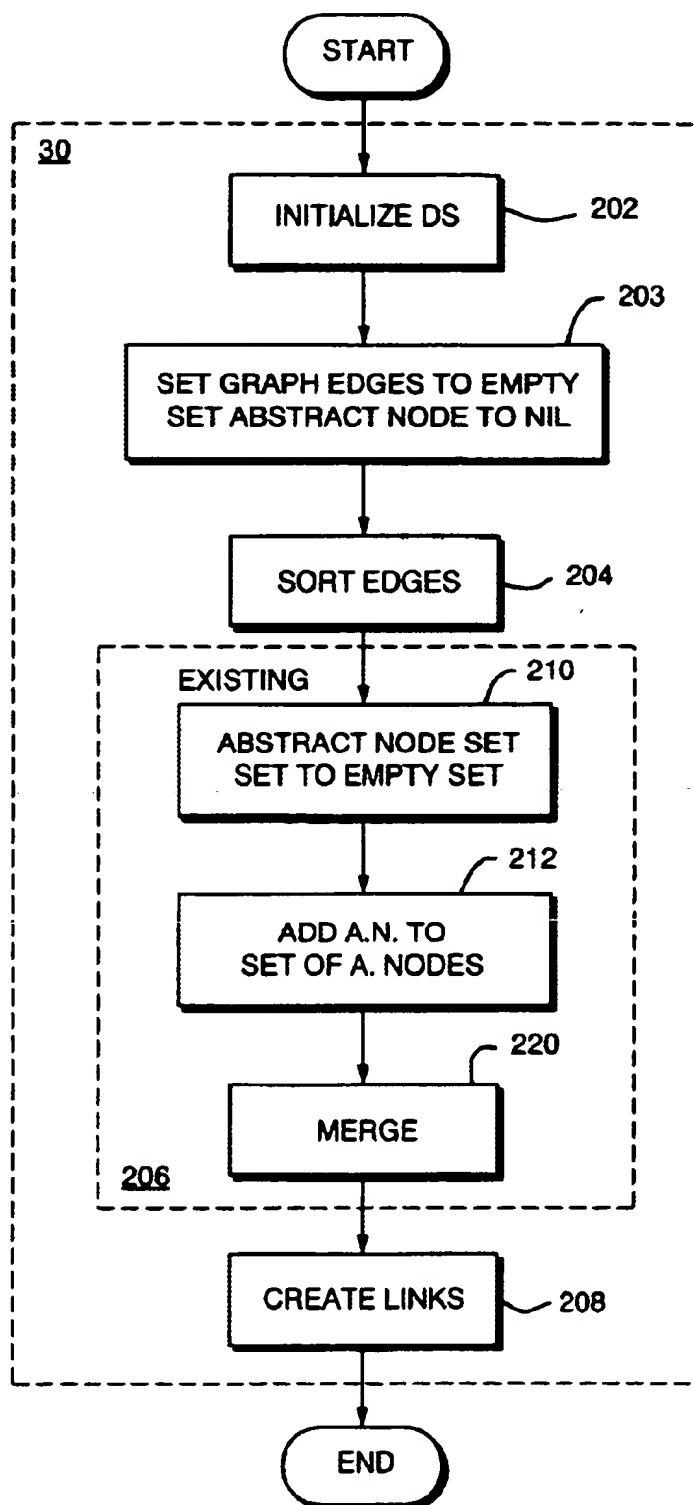 START
30
INITIALIZE DS
202
203
SET GRAPH EDGES TO EMPTY
SET ABSTRACT NODE TO NIL
SORT EDGES
204
EXISTING
210
ABSTRACT NODE SET
SET TO EMPTY SET
212
ADD A.N. TO
SET OF A. NODES
220
MERGE
206
CREATE LINKS
208
END